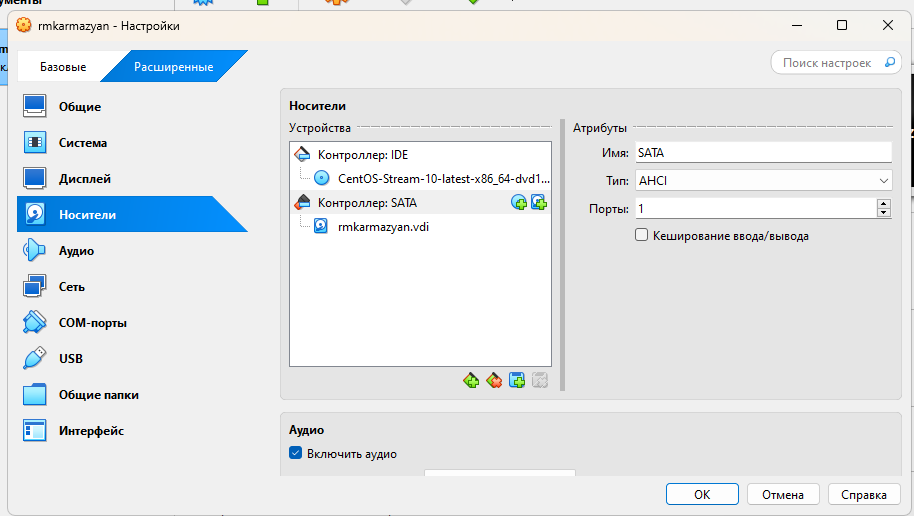 rmkarmazyan - Настройки
Базовые
Расширенные
Поиск настроек
Общие
Система
Дисплей
Носители
Аудио
Сеть
COM-порты
USB
Общие папки
Интерфейс
Носители
Устройства
Контроллер: IDE
CentOS-Stream-10-latest-x86_64-dvd1...
Контроллер: SATA
rmkarmazyan.vdi
Атрибуты
Имя: SATA
Тип: AHCI
Порты: 1
Кеширование ввода/вывода
Аудио
Включить аудио
OK
Отмена
Справка